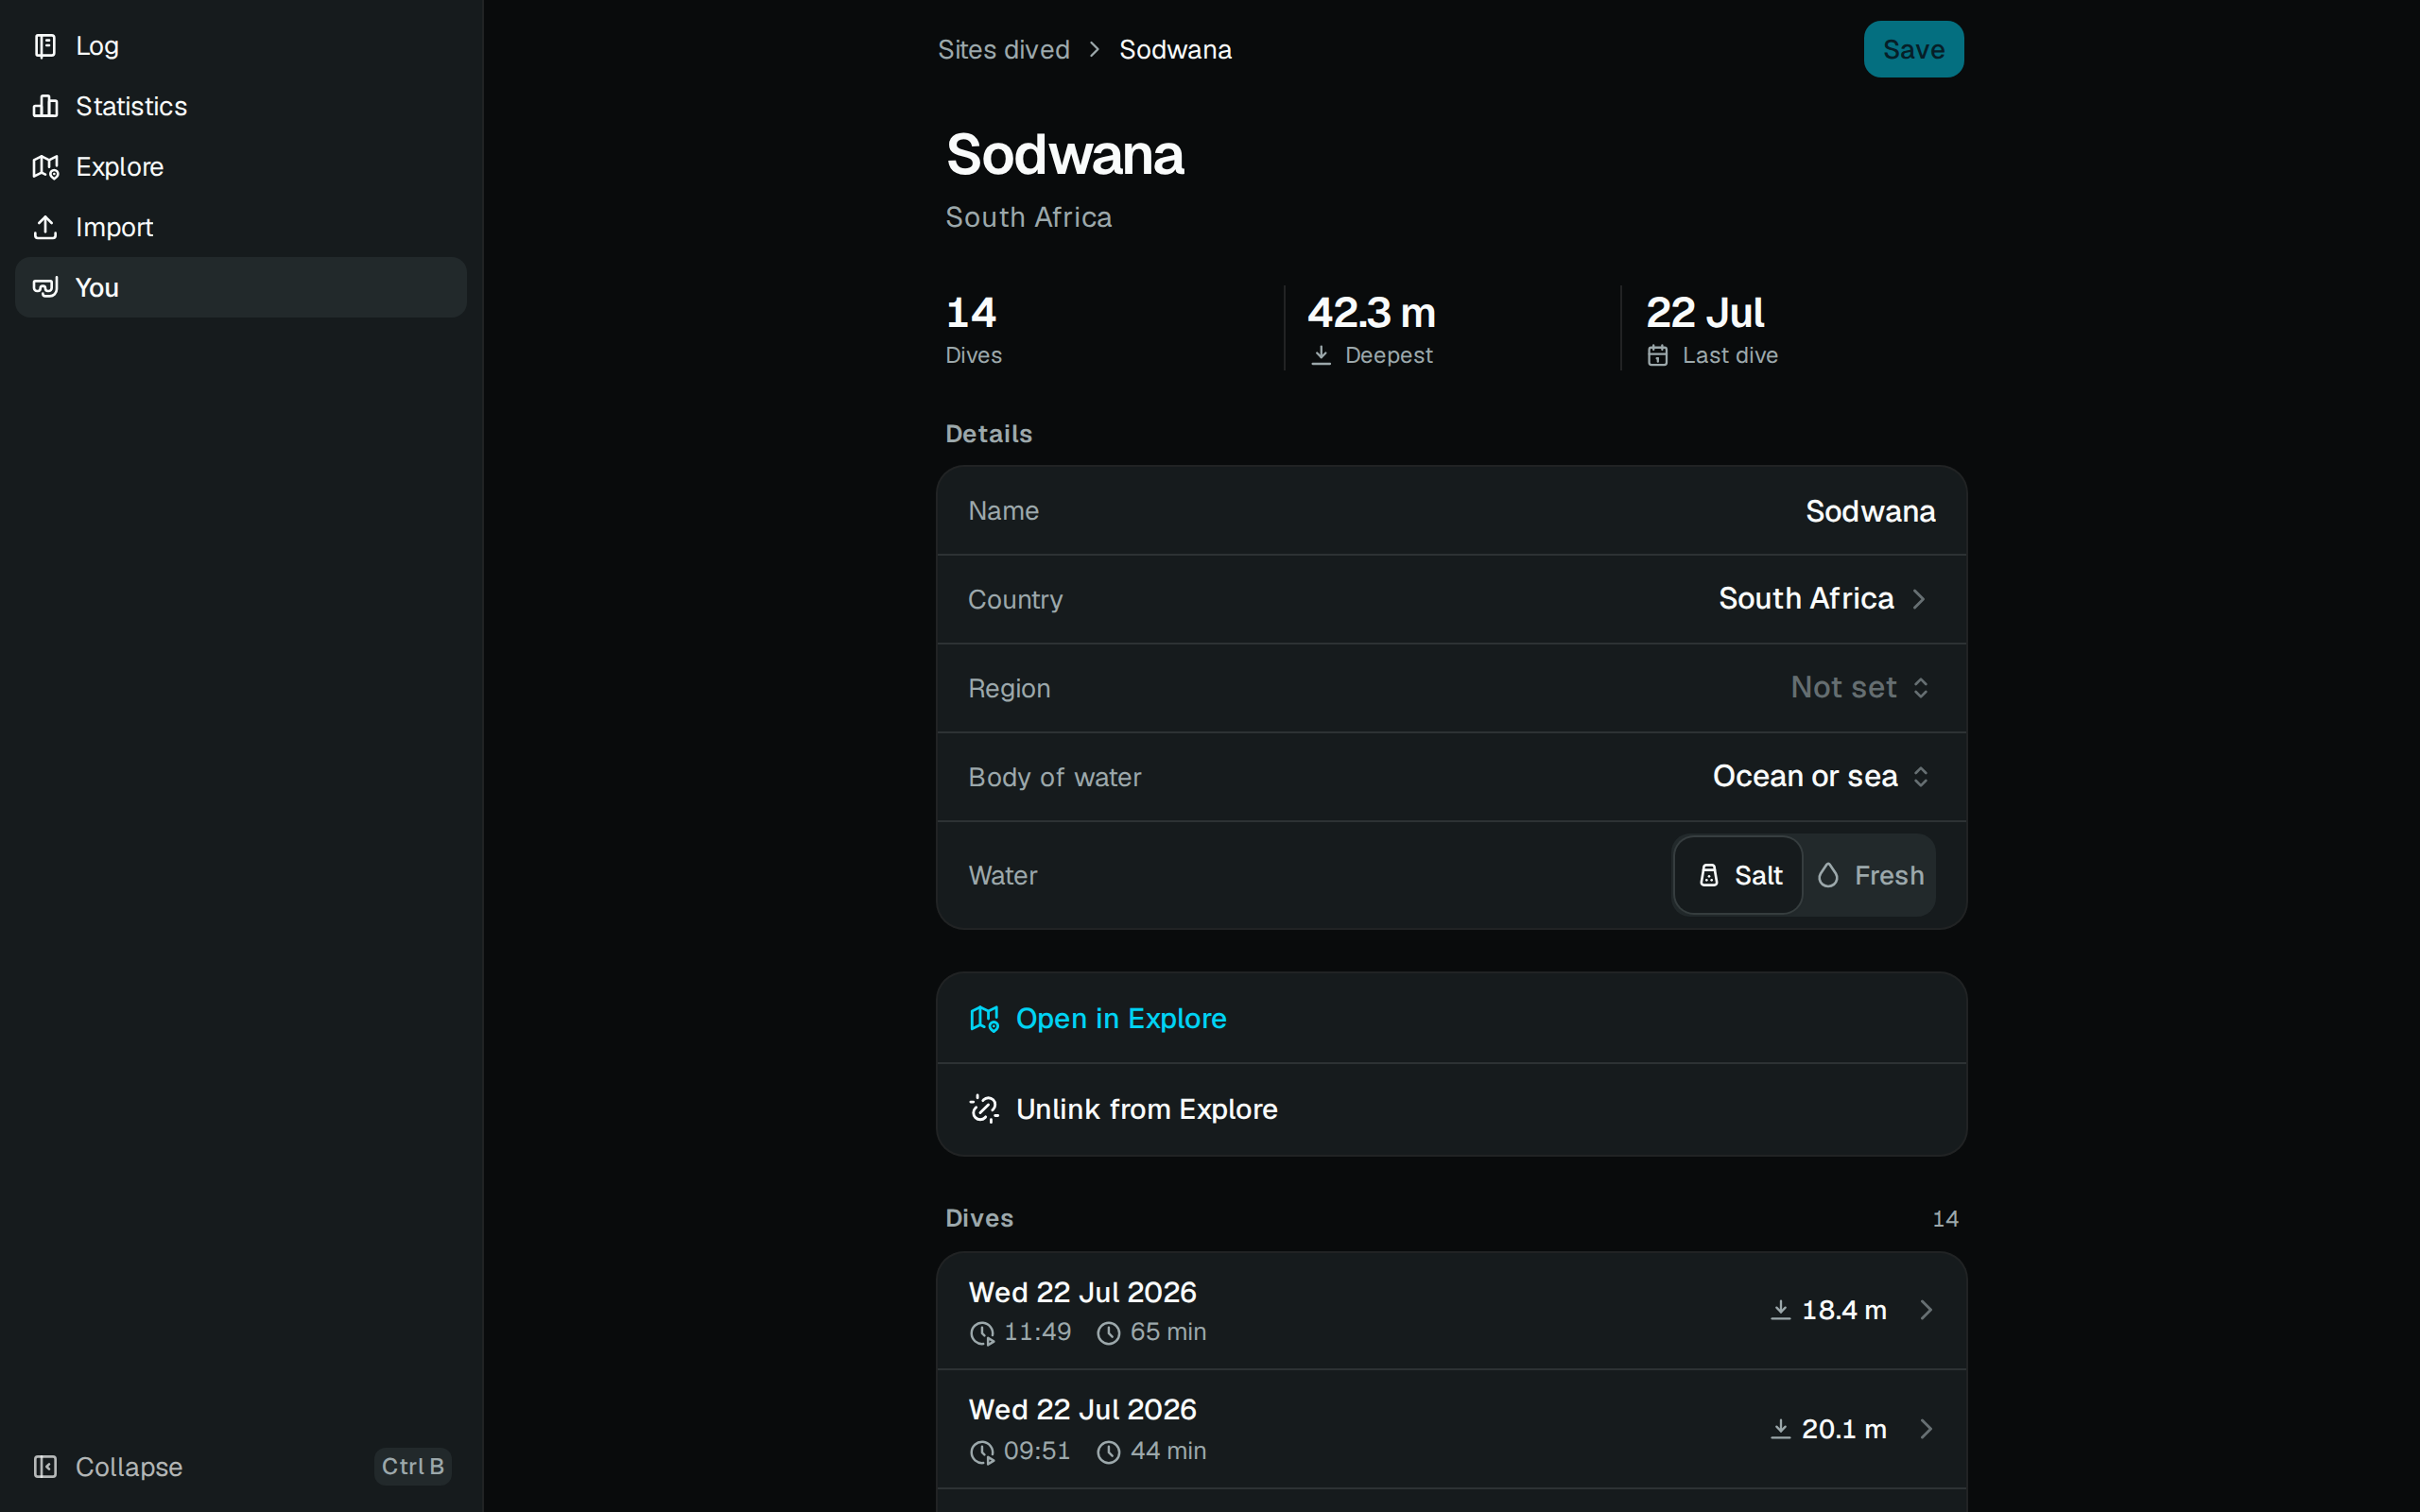 Log
Statistics
Explore
Import
You
Collapse
Ctrl B
Sites dived
Sodwana
Save
Sodwana
South Africa
14
Dives
42.3 m
Deepest
22 Jul
Last dive
Details
Name
Sodwana
Country
South Africa
Region
Not set
Body of water
Ocean or sea
Water
Salt
Fresh
Open in Explore
Unlink from Explore
Dives
14
Wed 22 Jul 2026
11:49
65 min
18.4 m
Wed 22 Jul 2026
09:51
44 min
20.1 m